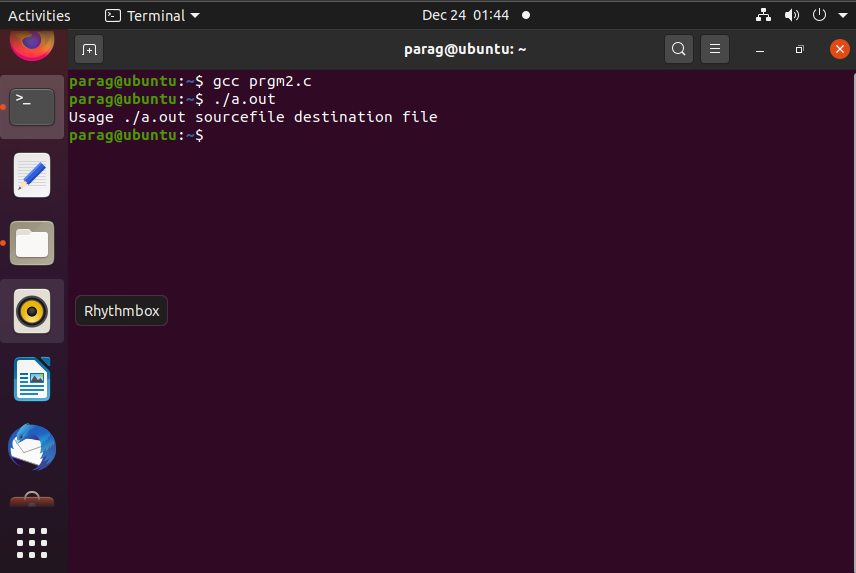 Activities
Terminal
Dec 24 01:44
parag@ubuntu: ~
parag@ubuntu:~$ gcc prgm2.c
parag@ubuntu:~$ ./a.out
Usage ./a.out sourcefile destination file
parag@ubuntu:~$
>_
Rhythmbox